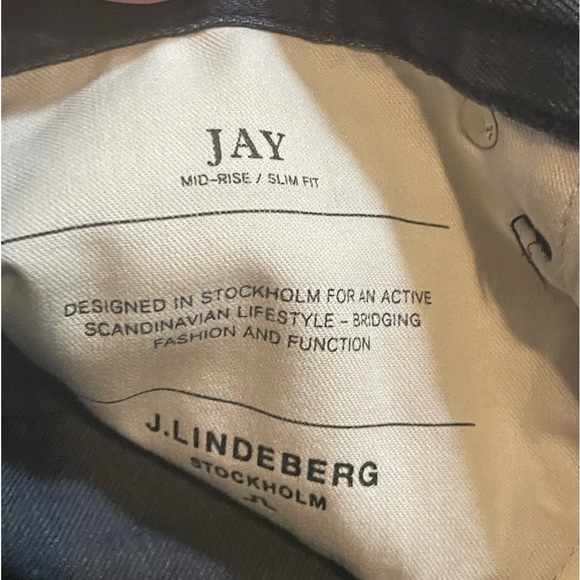 JAY
MID-RISE / SLIM FIT
DESIGNED IN STOCKHOLM FOR AN ACTIVE
SCANDINAVIAN LIFESTYLE - BRIDGING
FASHION AND FUNCTION
J.LINDEBERG
STOCKHOLM